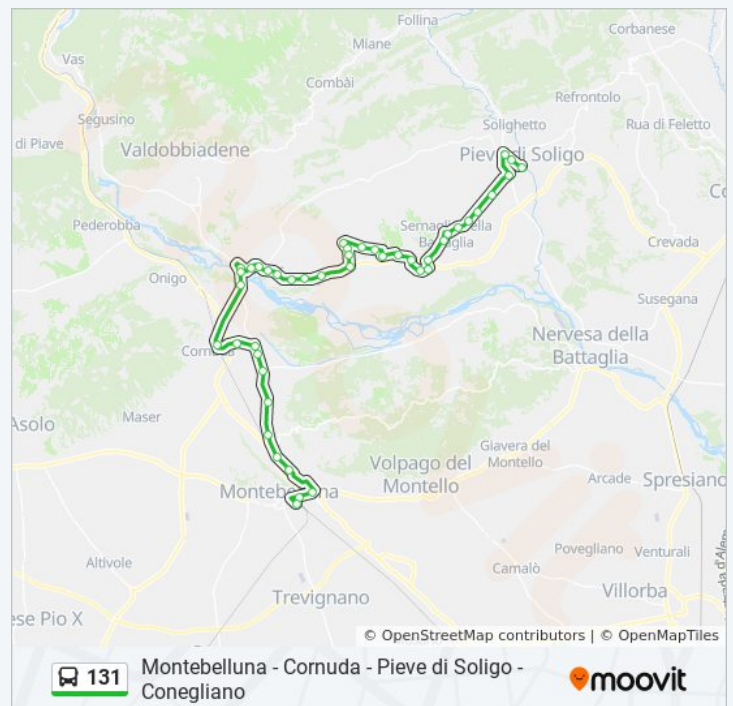 Follina
Corbanese
Miane
Vas
Combài
Refrontolo
Segusino
Solighetto
Rua di Feletto
di Piave
Valdobbiadene
Pieve di Soligo
Pederobba
Sernaglia della
Battaglia
Crevada
Onigo
Susegana
Nervesa della
Battaglia
Cornuda
Maser
Asolo
Giavera del
Montello
Volpago del
Montello
Arcade
Spresiano
Montebelluna
Povegliano
Venturali
Altivole
Camalò
Villorba
Trevignano
ese Pio X
© OpenStreetMap contributors | © OpenMapTiles
131
Montebelluna - Cornuda - Pieve di Soligo -
Conegliano
moovit